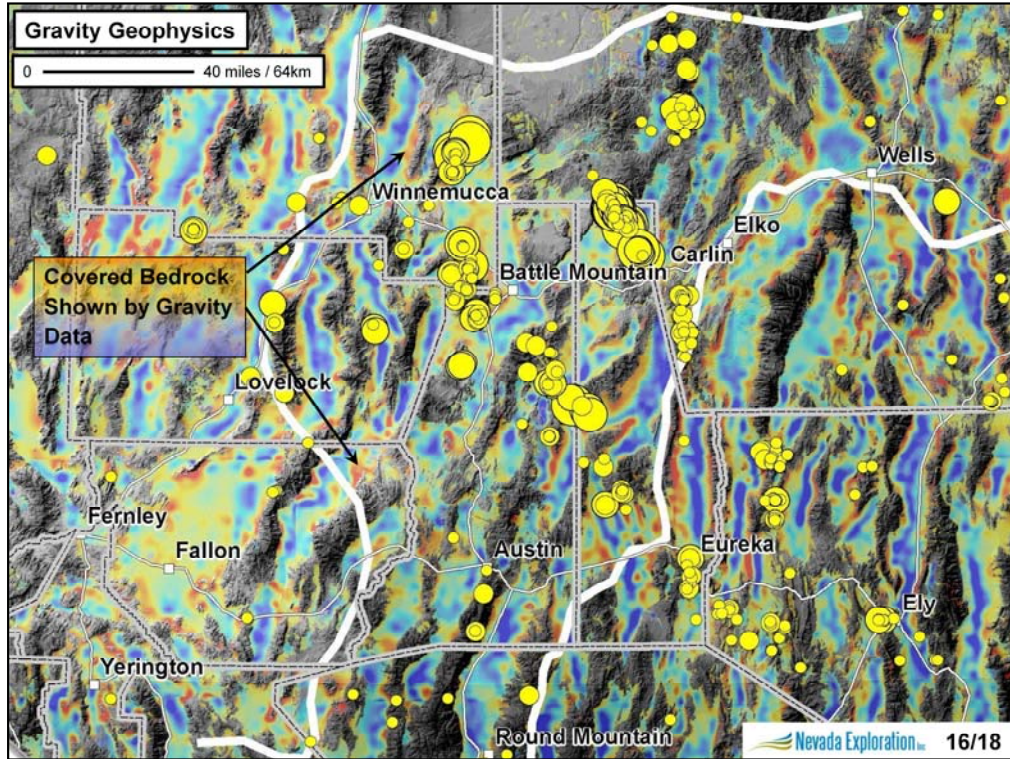 Gravity Geophysics
0 40 miles / 64km
Wells
Winnemucca
Elko
Carlin
Covered Bedrock
Shown by Gravity
Data
Battle Mountain
Lovelock
Fernley
Fallon
Austin
Eureka
Ely
Yerington
Round Mountain
Nevada Exploration Inc 16/18